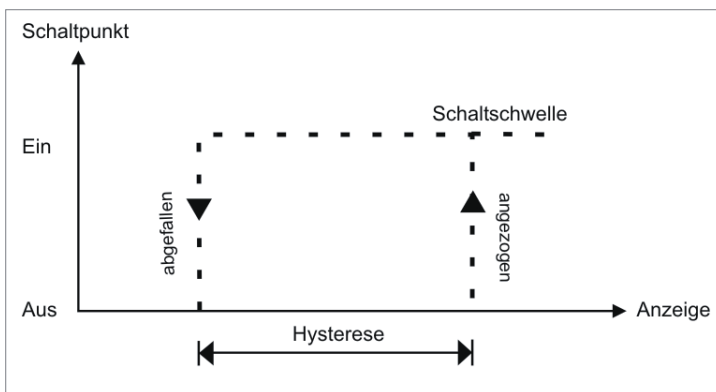 Schaltpunkt
Schaltschwelle
Ein
abgefallen
angezogen
Aus
Anzeige
Hysterese